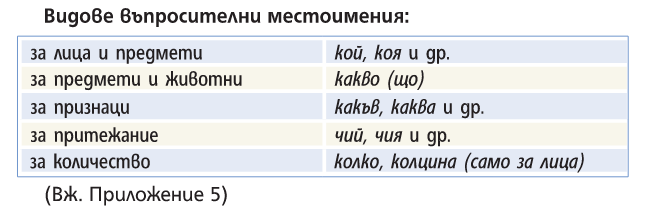 Видове въпросителни местоимения:
за лица и предмети кой, коя и др.
за предмети и животни какво (що)
за признаци какъв, каква и др.
за притежание чий, чия и др.
за количество колко, колцина (само за лица)
(Вж. Приложение 5)